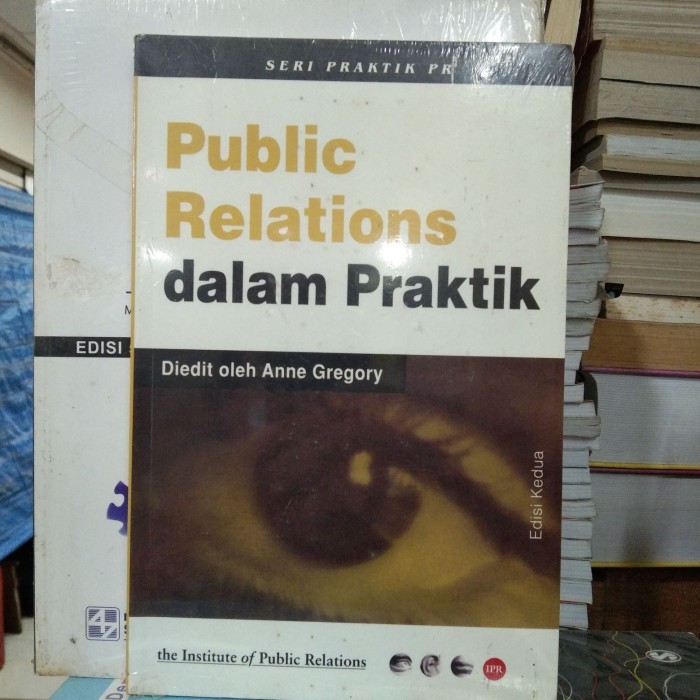 SERI PRAKTIK PR
Public
Relations
dalam Praktik
Diedit oleh Anne Gregory
Edisi Kedua
the Institute of Public Relations
IPR
EDISI